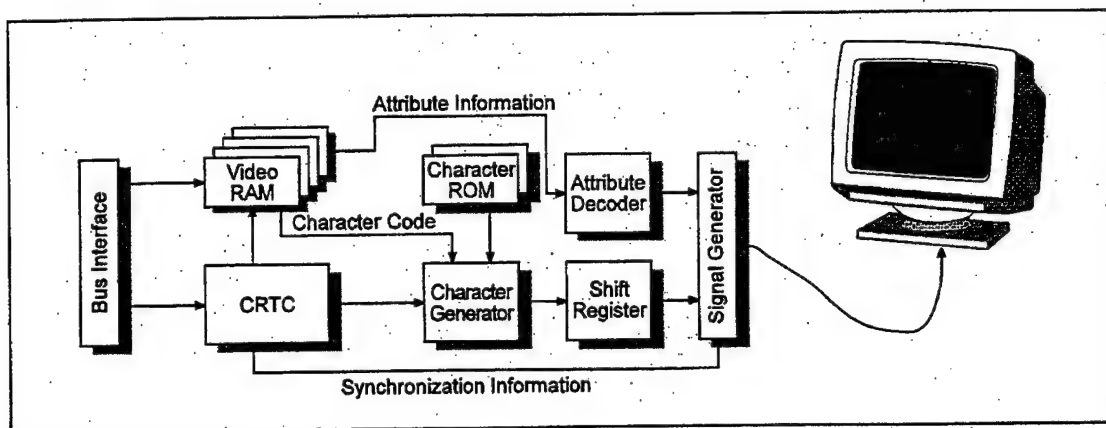 Attribute Information
Bus Interface
Video
RAM
Character
ROM
Attribute
Decoder
Signal Generator
Character Code
CRTC
Character
Generator
Shift
Register
Synchronization Information